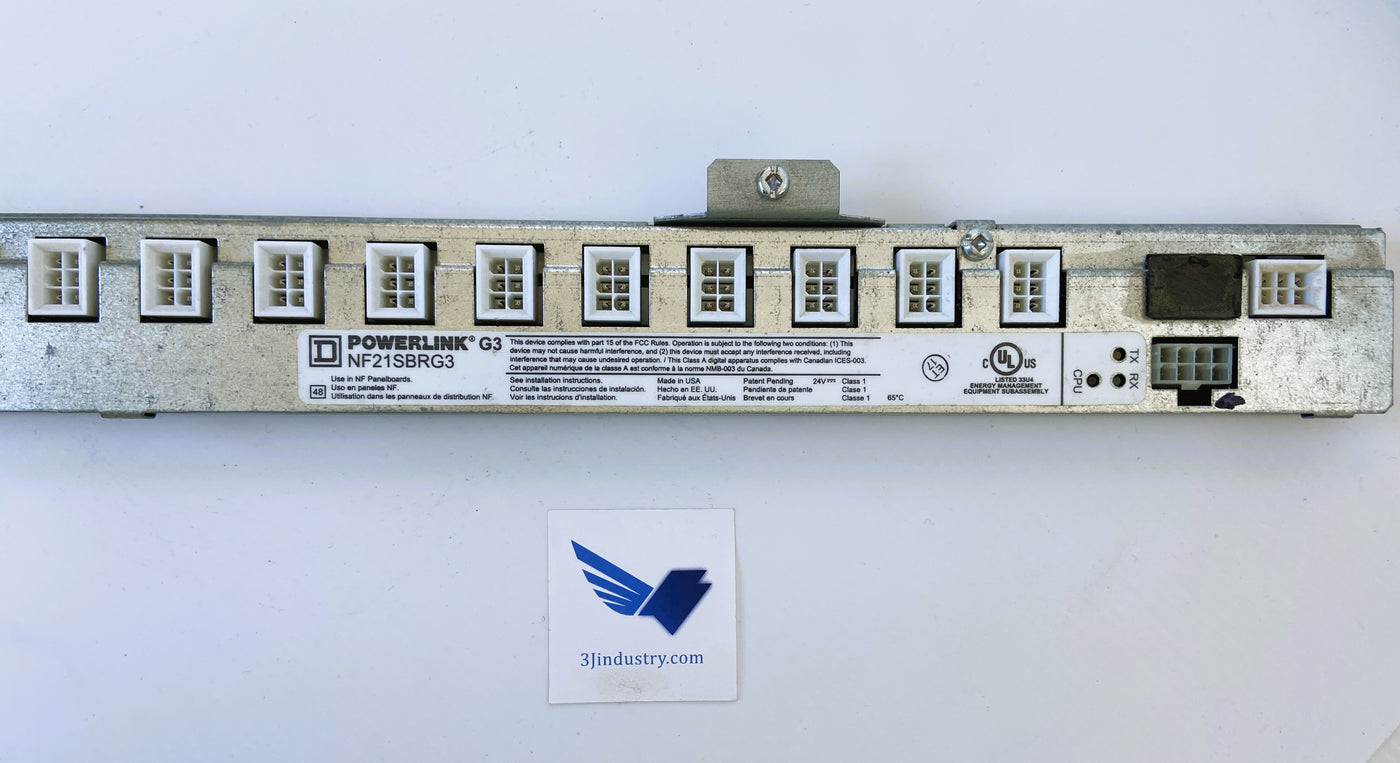 POWERLINK® G3
NF21SBRG3
Use in NF Panelboards.
Uso en paneles NF.
48
Utilisation dans les panneaux de distribution NF.
This device complies with part 15 of the FCC Rules. Operation is subject to the following two conditions: (1) This
device may not cause harmful interference, and (2) this device must accept any interference received, including
interference that may cause undesired operation. / This Class A digital apparatus complies with Canadian ICES-003.
Cet appareil numérique de la classe A est conforme à la norme NMB-003 du Canada.
See installation instructions.
Consulte las instrucciones de instalación.
Voir les instrucions d'installation.
Made in USA
Hecho en EE. UU.
Fabriqué aux États-Unis
Patent Pending
Pendiente de patente
Brevet en cours
24V
Class 1
Class 1
Classe 1
65°C
C UL US
LISTED 33U4
ENERGY MANAGEMENT
EQUIPMENT SUBASSEMBLY
CPU
TX
RX
D
3Jindustry.com